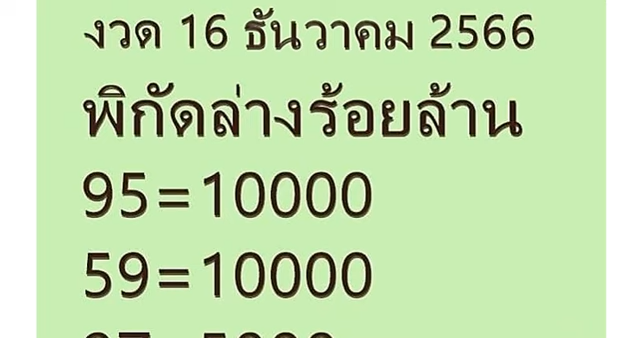 งวด 16 ธันวาคม 2566
พิกัดล่างร้อยล้าน
95=10000
59=10000